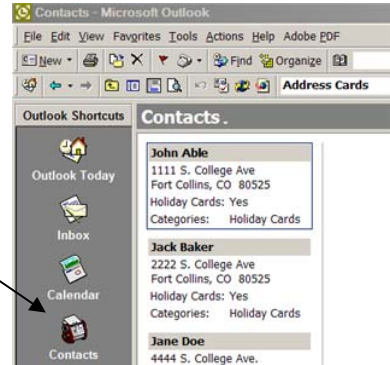 Contacts - Microsoft Outlook
File Edit View Favorites Tools Actions Help Adobe PDF
New Find Organize
Address Cards
Outlook Shortcuts
Contacts.
Outlook Today
Inbox
Calendar
Contacts
John Able
1111 S. College Ave
Fort Collins, CO 80525
Holiday Cards: Yes
Categories: Holiday Cards
Jack Baker
2222 S. College Ave
Fort Collins, CO 80525
Holiday Cards: Yes
Categories: Holiday Cards
Jane Doe
4444 S. College Ave.